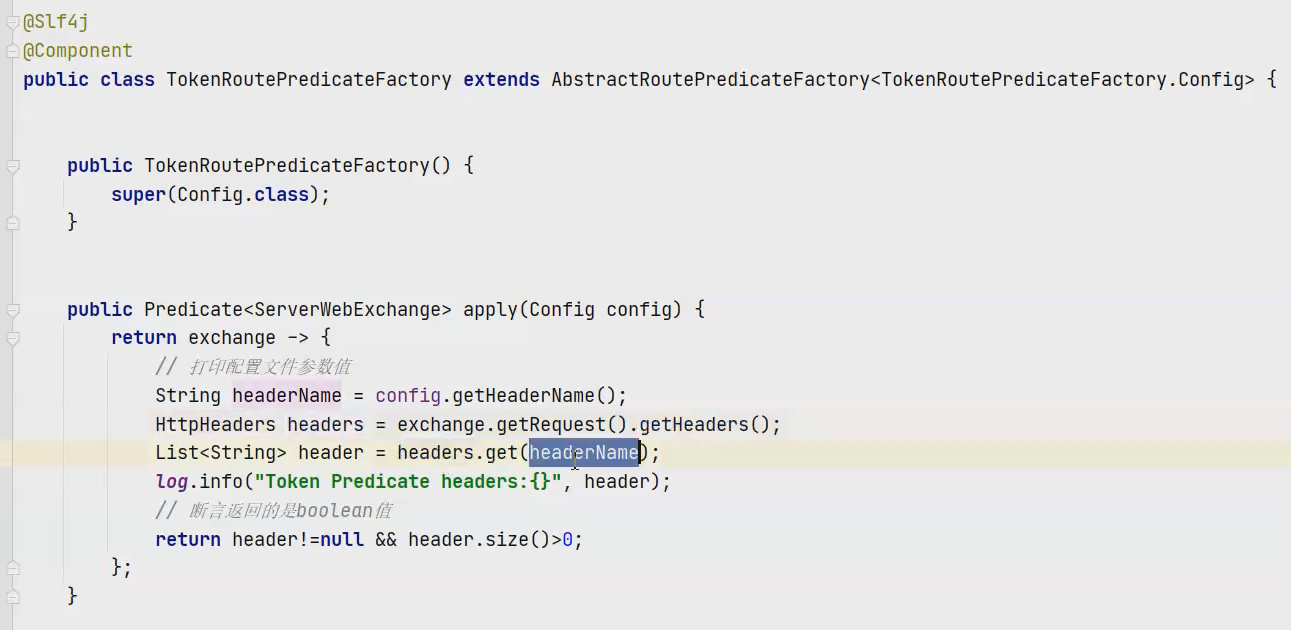 @Slf4j
@Component
public class TokenRoutePredicateFactory extends AbstractRoutePredicateFactory<TokenRoutePredicateFactory.Config> {
public TokenRoutePredicateFactory() {
super(Config.class);
}
public Predicate<ServerWebExchange> apply(Config config) {
return exchange -> {
// 打印配置文件参数值
String headerName = config.getHeaderName();
HttpHeaders headers = exchange.getRequest().getHeaders();
List<String> header = headers.get(headerName);
log.info("Token Predicate headers:{}", header);
// 断言返回的是boolean值
return header!=null && header.size()>0;
};
}